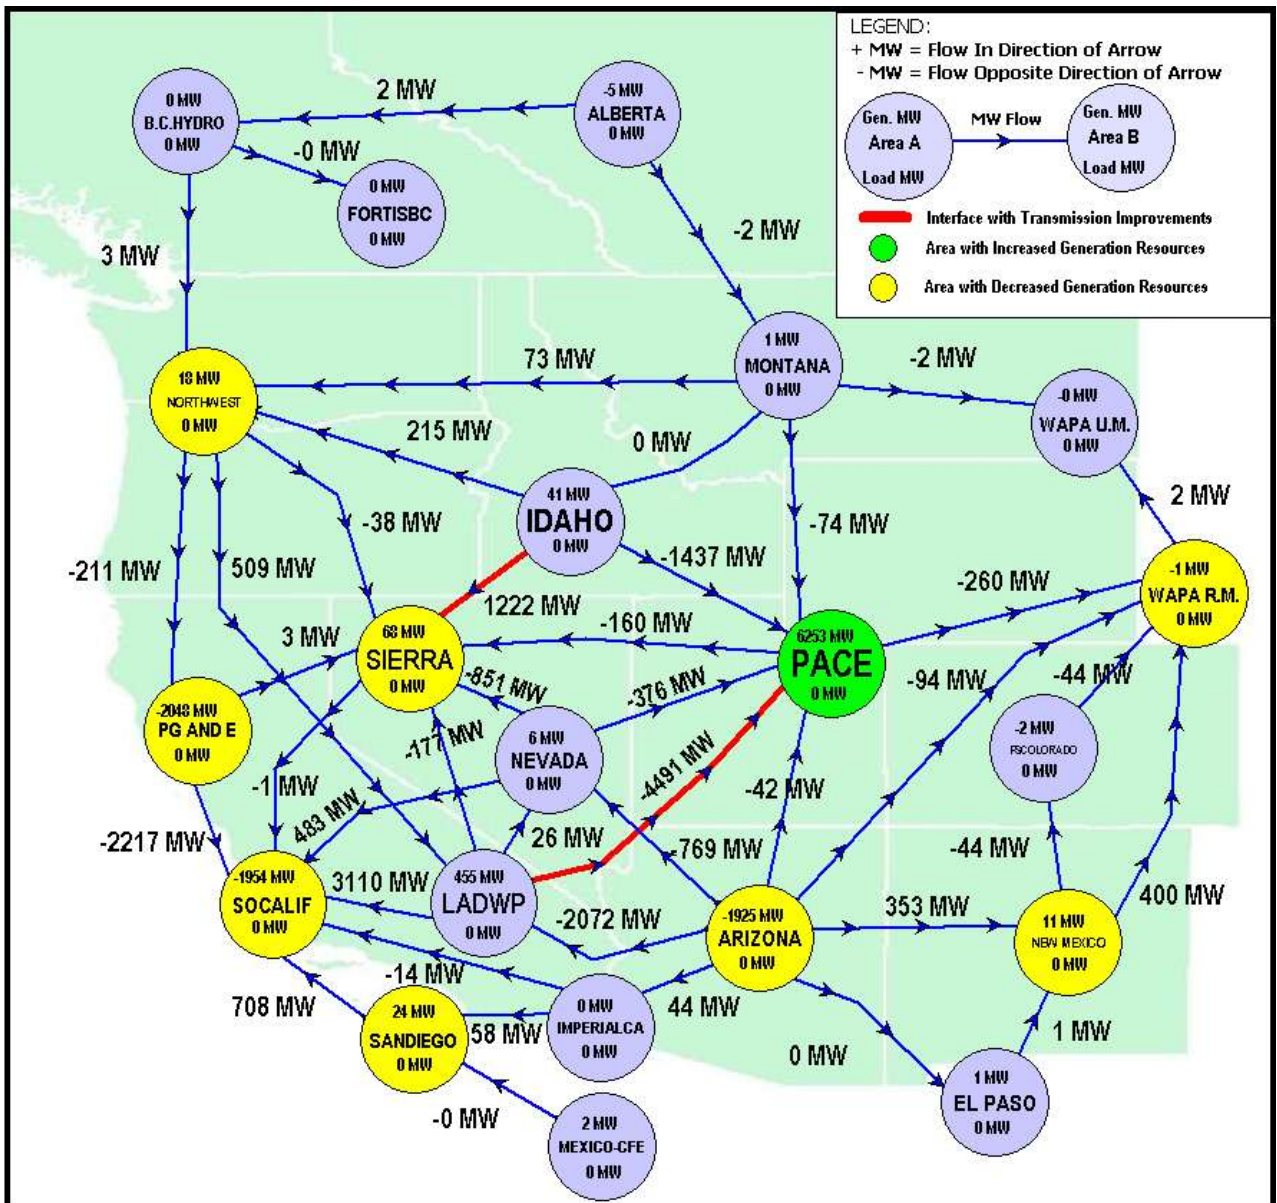 LEGEND:
+ MW = Flow In Direction of Arrow
- MW = Flow Opposite Direction of Arrow
Gen. MW
Area A
Load MW
MW Flow
Gen. MW
Area B
Load MW
Interface with Transmission Improvements
Area with Increased Generation Resources
Area with Decreased Generation Resources
0 MW
B.C.HYDRO
0 MW
2 MW
-5 MW
ALBERTA
0 MW
-0 MW
0 MW
FORTISBC
0 MW
3 MW
-2 MW
1 MW
MONTANA
0 MW
73 MW
-2 MW
18 MW
NORTHWEST
0 MW
-0 MW
WAPA U.M.
0 MW
215 MW
0 MW
41 MW
IDAHO
0 MW
2 MW
-38 MW
-74 MW
-211 MW
509 MW
-1437 MW
-260 MW
-1 MW
WAPA R.M.
0 MW
1222 MW
3 MW
68 MW
SIERRA
0 MW
-160 MW
6253 MW
PACE
0 MW
-851 MW
-376 MW
-94 MW
-44 MW
-2048 MW
PG AND E
0 MW
-177 MW
6 MW
NEVADA
0 MW
-4491 MW
-2 MW
PSCOLORADO
0 MW
-1 MW
-42 MW
483 MW
26 MW
-2217 MW
-769 MW
-44 MW
-1954 MW
SOCALIF
0 MW
3110 MW
455 MW
LADWP
0 MW
-2072 MW
-1925 MW
ARIZONA
0 MW
353 MW
11 MW
NEW MEXICO
0 MW
400 MW
-14 MW
708 MW
24 MW
SANDIEGO
0 MW
58 MW
0 MW
IMPERIALCA
0 MW
44 MW
0 MW
1 MW
1 MW
EL PASO
0 MW
-0 MW
2 MW
MEXICO-CFE
0 MW